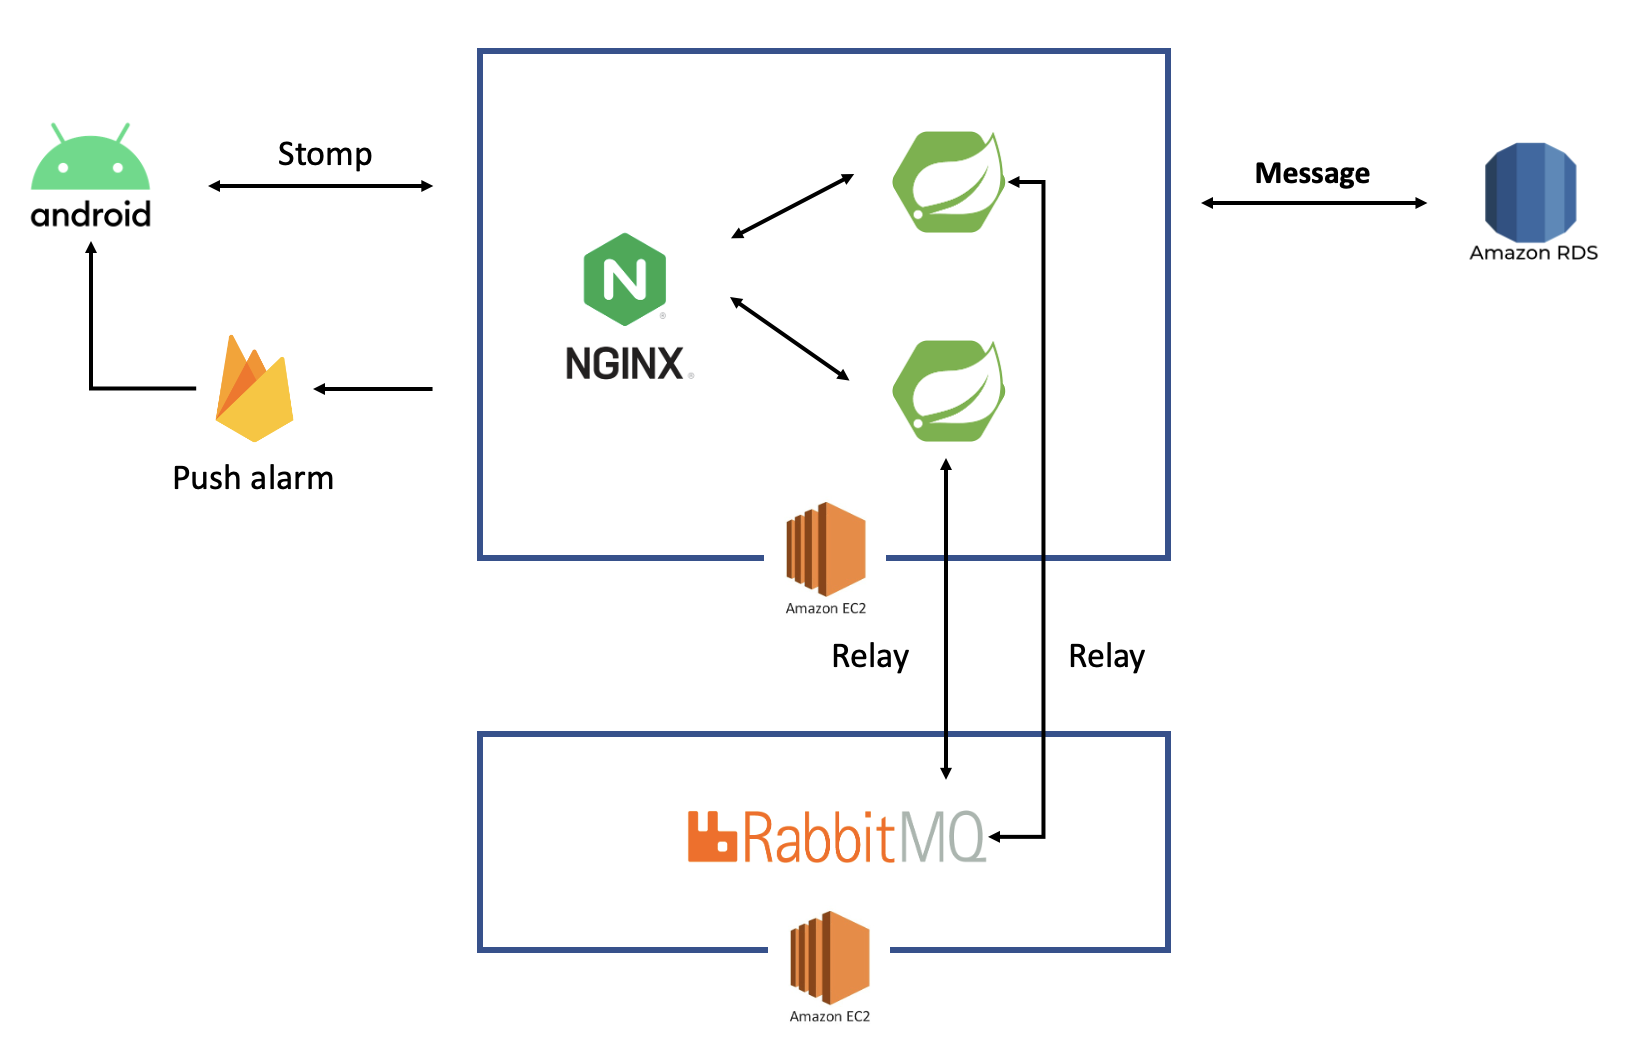 Stomp
Message
android
Amazon RDS
N
NGINX
®
®
Push alarm
Amazon EC2
Relay
Relay
RabbitMQ
Amazon EC2